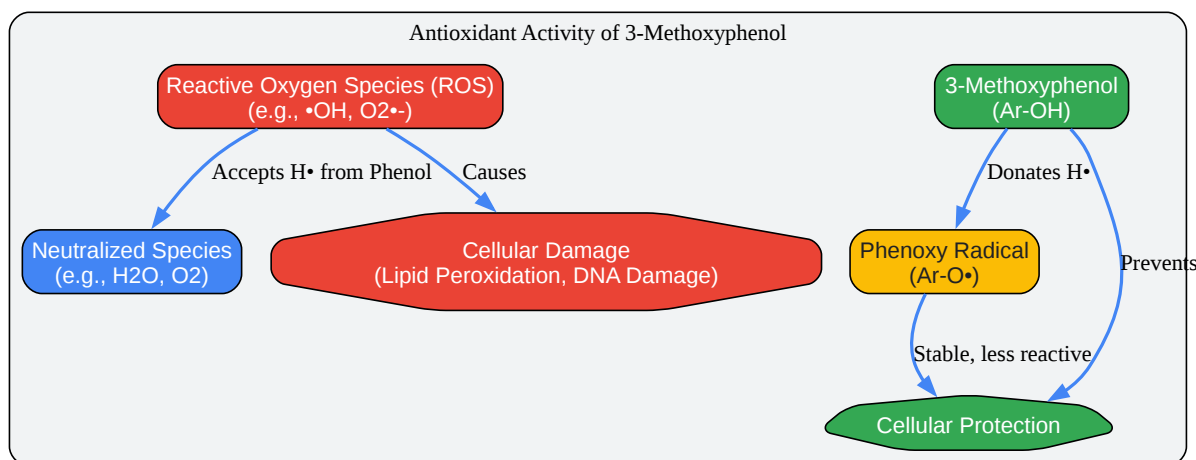 Antioxidant Activity of 3-Methoxyphenol
Reactive Oxygen Species (ROS)
(e.g., •OH, O2•-)
3-Methoxyphenol
(Ar-OH)
Accepts H• from Phenol
Causes
Donates H•
Neutralized Species
(e.g., H2O, O2)
Cellular Damage
(Lipid Peroxidation, DNA Damage)
Phenoxy Radical
(Ar-O•)
Prevents
Stable, less reactive
Cellular Protection